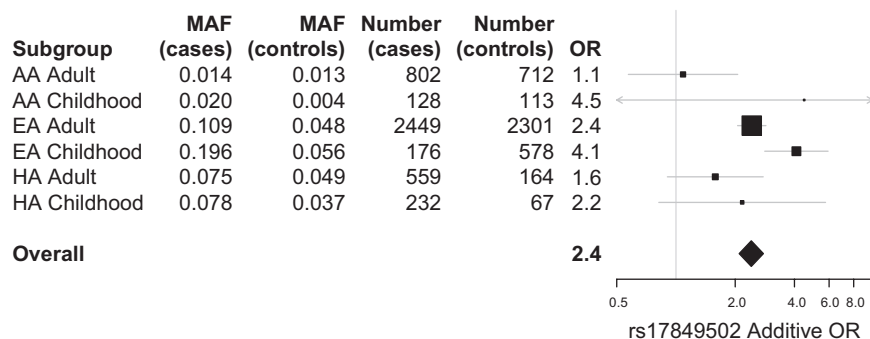 MAF MAF Number Number
Subgroup (cases) (controls) (cases) (controls) OR
AA Adult 0.014 0.013 802 712 1.1
AA Childhood 0.020 0.004 128 113 4.5
EA Adult 0.109 0.048 2449 2301 2.4
EA Childhood 0.196 0.056 176 578 4.1
HA Adult 0.075 0.049 559 164 1.6
HA Childhood 0.078 0.037 232 67 2.2
Overall 2.4
0.5 2.0 4.0 6.0 8.0
rs17849502 Additive OR